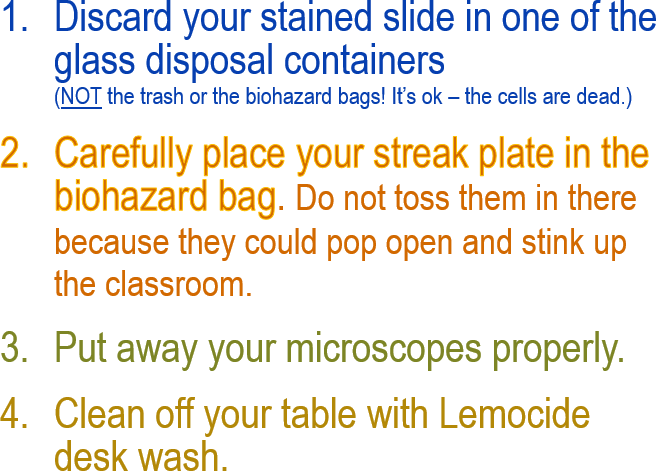 1. Discard your stained slide in one of the
glass disposal containers
(NOT the trash or the biohazard bags! It’s ok – the cells are dead.)
2. Carefully place your streak plate in the
biohazard bag. Do not toss them in there
because they could pop open and stink up
the classroom.
3. Put away your microscopes properly.
4. Clean off your table with Lemocide
desk wash.